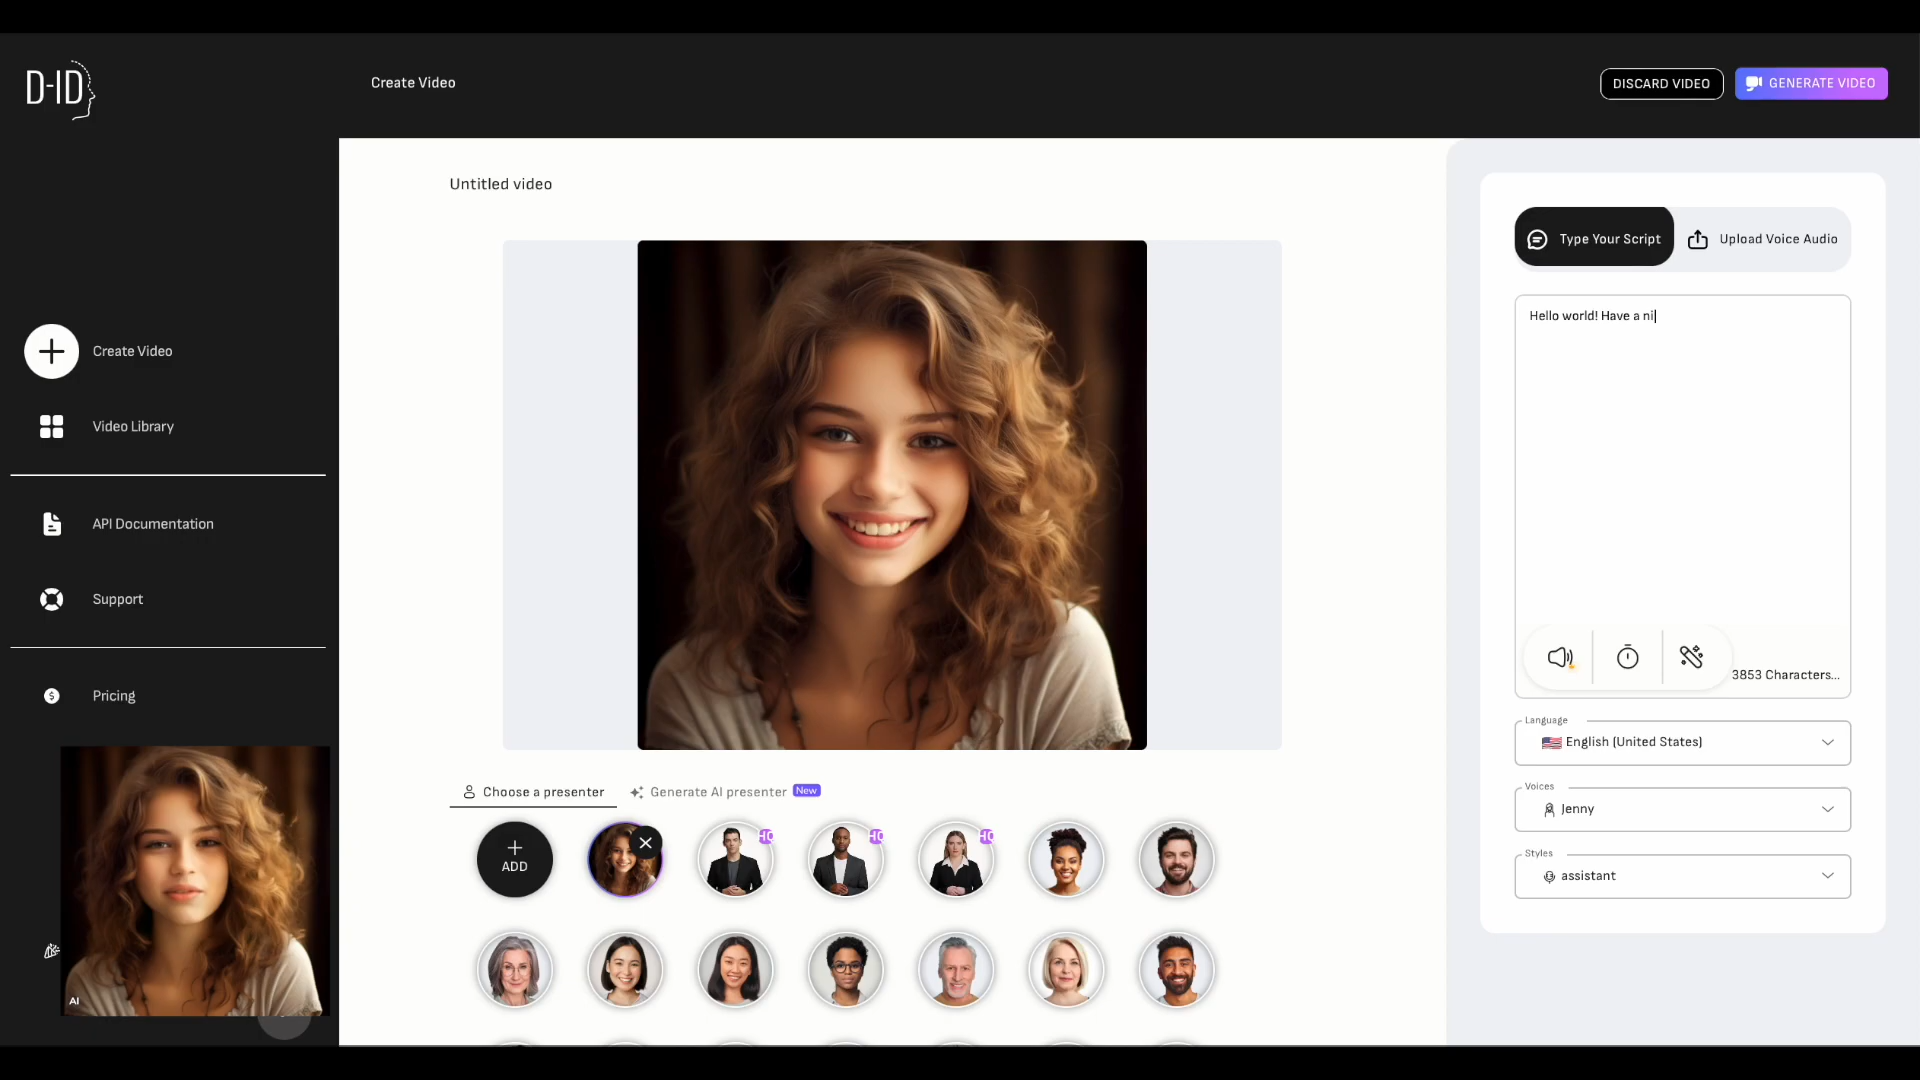 D-ID
Create Video
DISCARD VIDEO
GENERATE VIDEO
Create Video
Video Library
API Documentation
Support
Pricing
AI
Untitled video
Choose a presenter
Generate AI presenter New
ADD
Type Your Script
Upload Voice Audio
Hello world! Have a ni
3853 Characters...
Language
English (United States)
Voices
Jenny
Styles
assistant